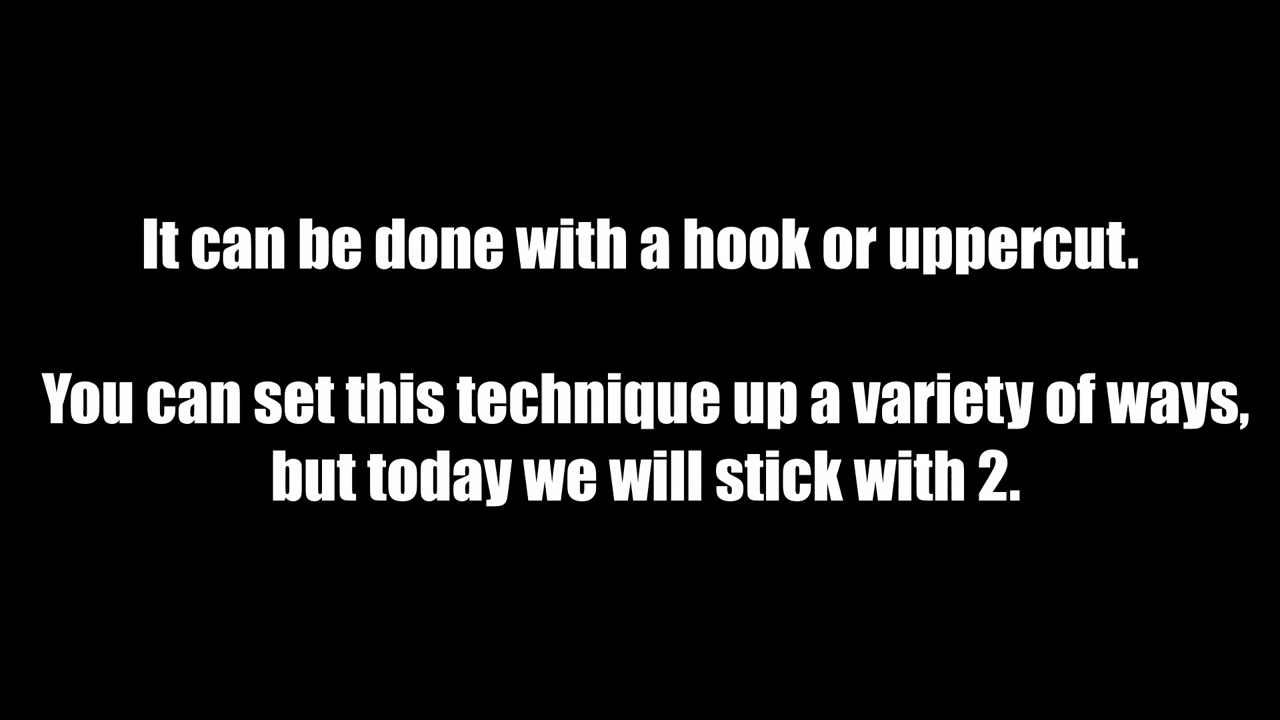 It can be done with a hook or uppercut.
You can set this technique up a variety of ways,
but today we will stick with 2.